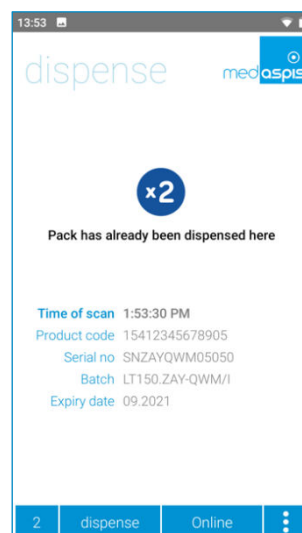 13:53
dispense
medaspis
x2
Pack has already been dispensed here
Time of scan 1:53:30 PM
Product code 15412345678905
Serial no SNZAYQWM05050
Batch LT150.ZAY-QWM/I
Expiry date 09.2021
2 dispense Online